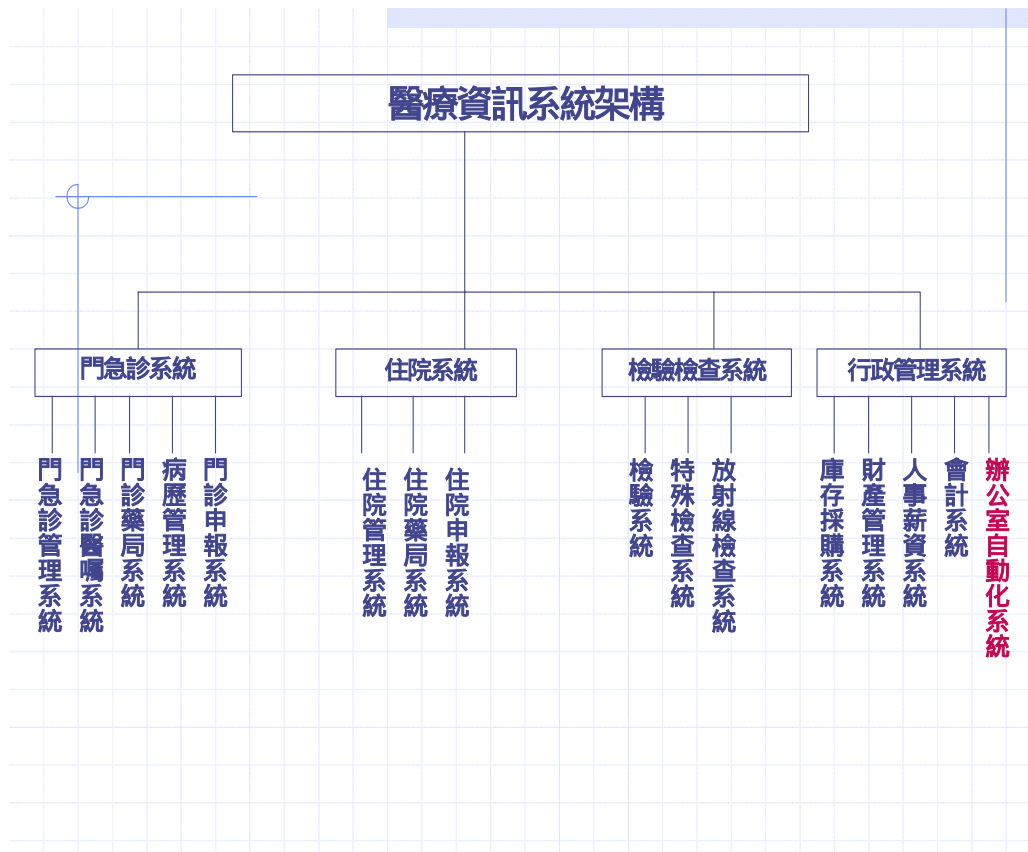 醫療資訊系統架構
門急診系統
住院系統
檢驗檢查系統
行政管理系統
門急診管理系統
門急診醫囑系統
門診藥局系統
病歷管理系統
門診申報系統
住院管理系統
住院藥局系統
住院申報系統
檢驗系統
特殊檢查系統
放射線檢查系統
庫存採購系統
財產管理系統
人事薪資系統
會計系統
辦公室自動化系統